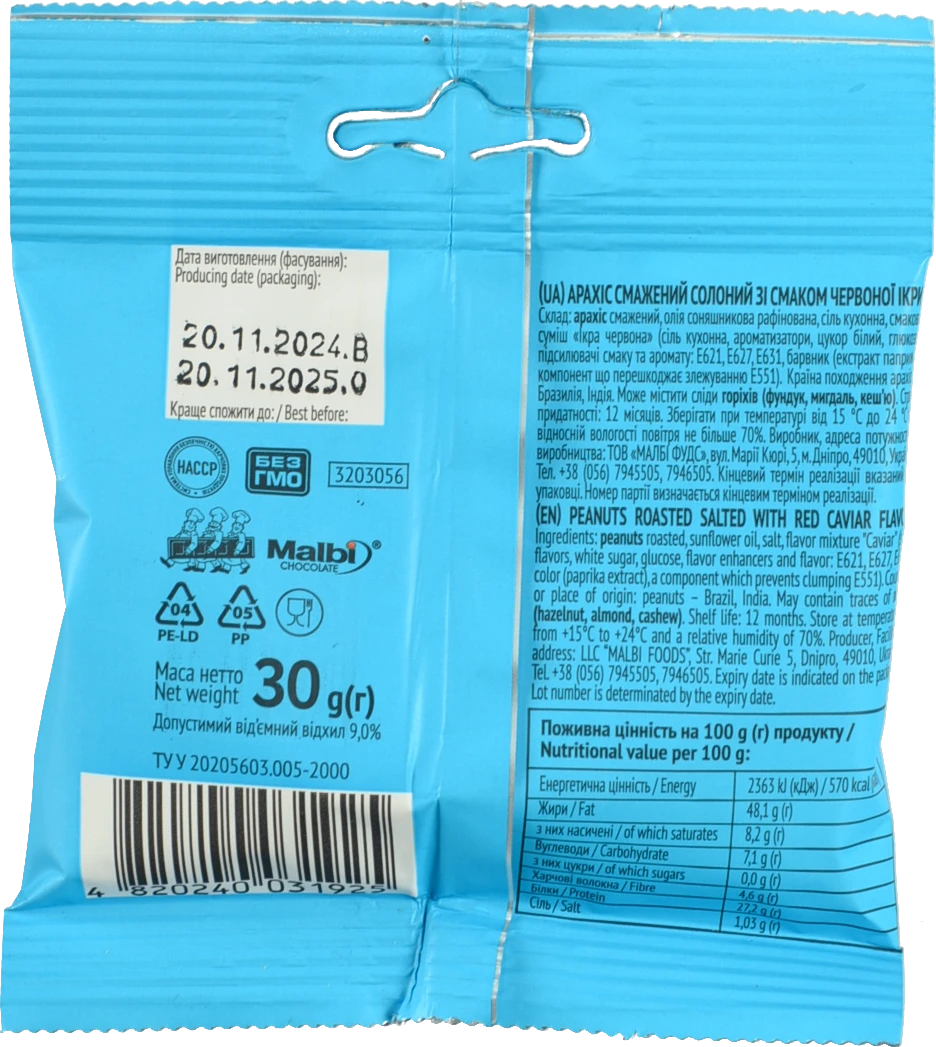 Дата виготовлення (фасування):
Producing date (packaging):
20.11.2024.B
20.11.2025.0
Краще спожити до: / Best before:
HACCP
БЕЗ
ГМО
3203056
Malbi®
CHOCOLATE
04
05
PE-LD
PP
Маса нетто
Net weight
30 g(г)
Допустимий від'ємний відхил 9,0%
ТУ У 20205603.005-2000
4 820240 031925
(UA) АРАХІС СМАЖЕНИЙ СОЛОНИЙ ЗІ СМАКОМ ЧЕРВОНОЇ ІКРИ
Склад: арахіс смажений, олія соняшникова рафінована, сіль кухонна,
суміш «ікра червона» (сіль кухонна, ароматизатори, цукор білий,
підсилювачі смаку та аромату: Е621, Е627, Е631, барвник (екстракт
компонент що перешкоджає злежуванню Е551). Країна походження
Бразилія, Індія. Може містити сліди горіхів (фундук, мигдаль, кеш'ю).
придатності: 12 місяців. Зберігати при температурі від 15 °С до 24 °С
відносній вологості повітря не більше 70%. Виробник, адреса
виробництва: ТОВ «МАЛБІ ФУДС», вул. Марії Кюрі, 5, м. Дніпро, 49010,
Тел. +38 (056) 7945505, 7946505. Кінцевий термін реалізації
упаковці. Номер партії визначається кінцевим терміном реалізації.
(EN) PEANUTS ROASTED SALTED WITH RED CAVIAR
Ingredients: peanuts roasted, sunflower oil, salt, flavor mixture "Caviar"
flavors, white sugar, glucose, flavor enhancers and flavor: E621, E627,
color (paprika extract), a component which prevents clumping E551).
or place of origin: peanuts – Brazil, India. May contain traces of
(hazelnut, almond, cashew). Shelf life: 12 months. Store at
from +15°C to +24°C and a relative humidity of 70%. Producer,
address: LLC "MALBI FOODS", Str. Marie Curie 5, Dnipro, 49010,
Tel. +38 (056) 7945505, 7946505. Expiry date is indicated on the
Lot number is determined by the expiry date.
Поживна цінність на 100 g (г) продукту /
Nutritional value per 100 g:
Енергетична цінність / Energy 2363 kJ (кДж) / 570 kcal
Жири / Fat 48,1 g (г)
з них насичені / of which saturates 8,2 g (г)
Вуглеводи / Carbohydrate 7,1 g (г)
з них цукри / of which sugars 0,0 g (г)
Харчові волокна / Fibre 4,6 g (г)
Білки / Protein 27,2 g (г)
Сіль / Salt 1,03 g (г)